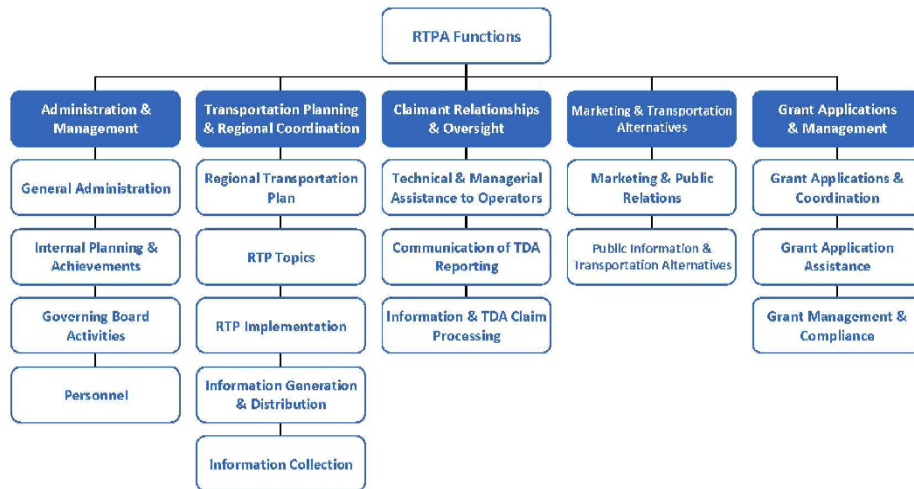 RTPA Functions
Administration &
Management
General Administration
Internal Planning &
Achievements
Governing Board
Activities
Personnel
Transportation Planning
& Regional Coordination
Regional Transportation
Plan
RTP Topics
RTP Implementation
Information Generation
& Distribution
Information Collection
Claimant Relationships
& Oversight
Technical & Managerial
Assistance to Operators
Communication of TDA
Reporting
Information & TDA Claim
Processing
Marketing & Transportation
Alternatives
Marketing & Public
Relations
Public Information &
Transportation Alternatives
Grant Applications
& Management
Grant Applications &
Coordination
Grant Application
Assistance
Grant Management &
Compliance